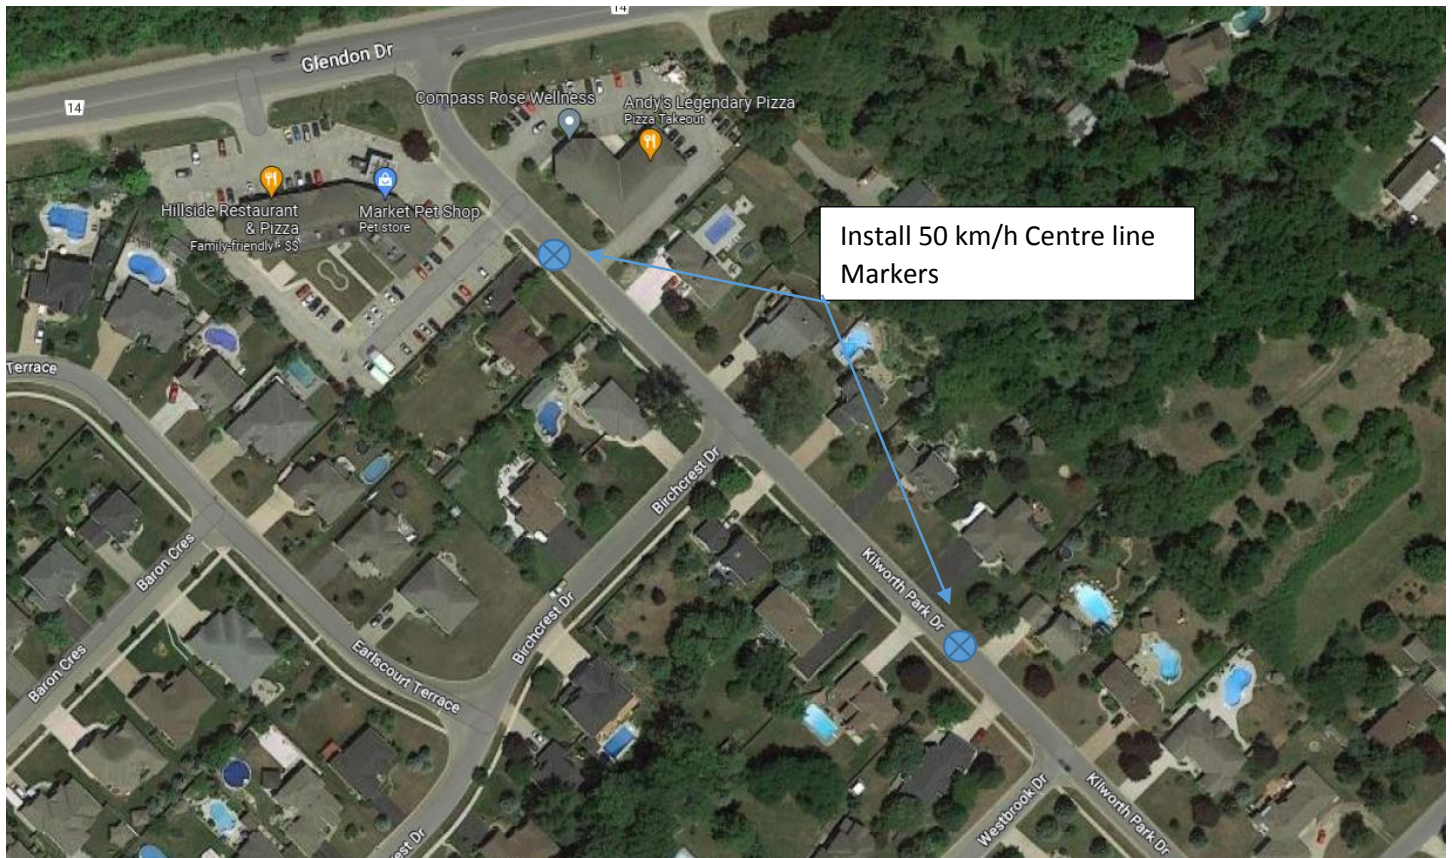 14
Glendon Dr
14
Compass Rose Wellness
Andy's Legendary Pizza
Pizza Takeout
Hillside Restaurant
& Pizza
Family-friendly • $$
Market Pet Shop
Pet store
Install 50 km/h Centre line
Markers
Terrace
Birchcrest Dr
Baron Cres
Kilworth Park Dr
Birchcrest Dr
Baron Cres
Earlscourt Terrace
Westbrook Dr
Kilworth Park Dr
est Dr